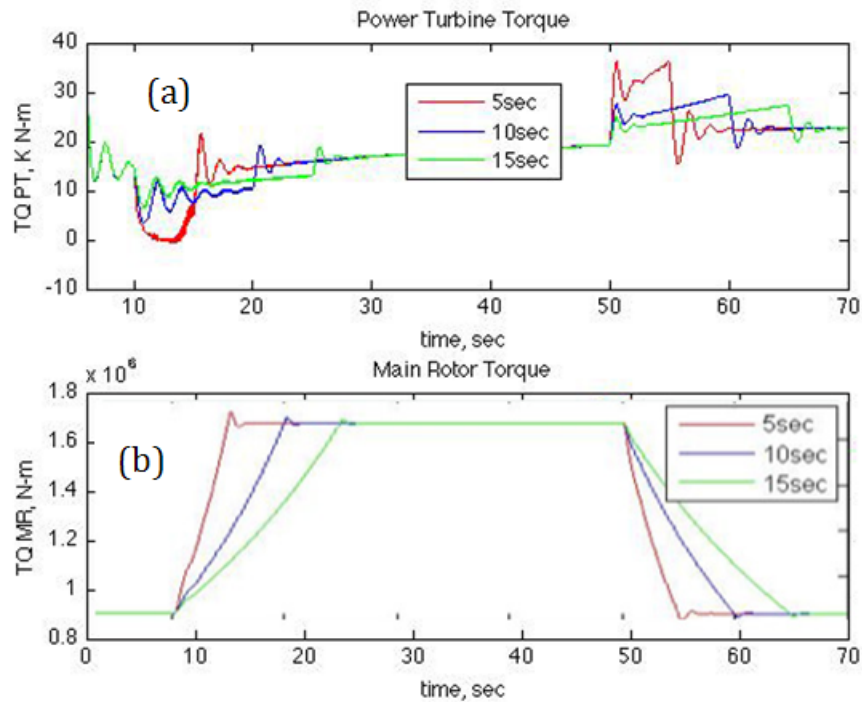 Power Turbine Torque
40
30
20
10
0
-10
TQ PT, K N-m
(a)
5sec
10sec
15sec
10 20 30 40 50 60 70
time, sec
x 10^6
Main Rotor Torque
1.8
1.6
1.4
1.2
1
0.8
TQ MR, N-m
(b)
5sec
10sec
15sec
0 10 20 30 40 50 60 70
time, sec